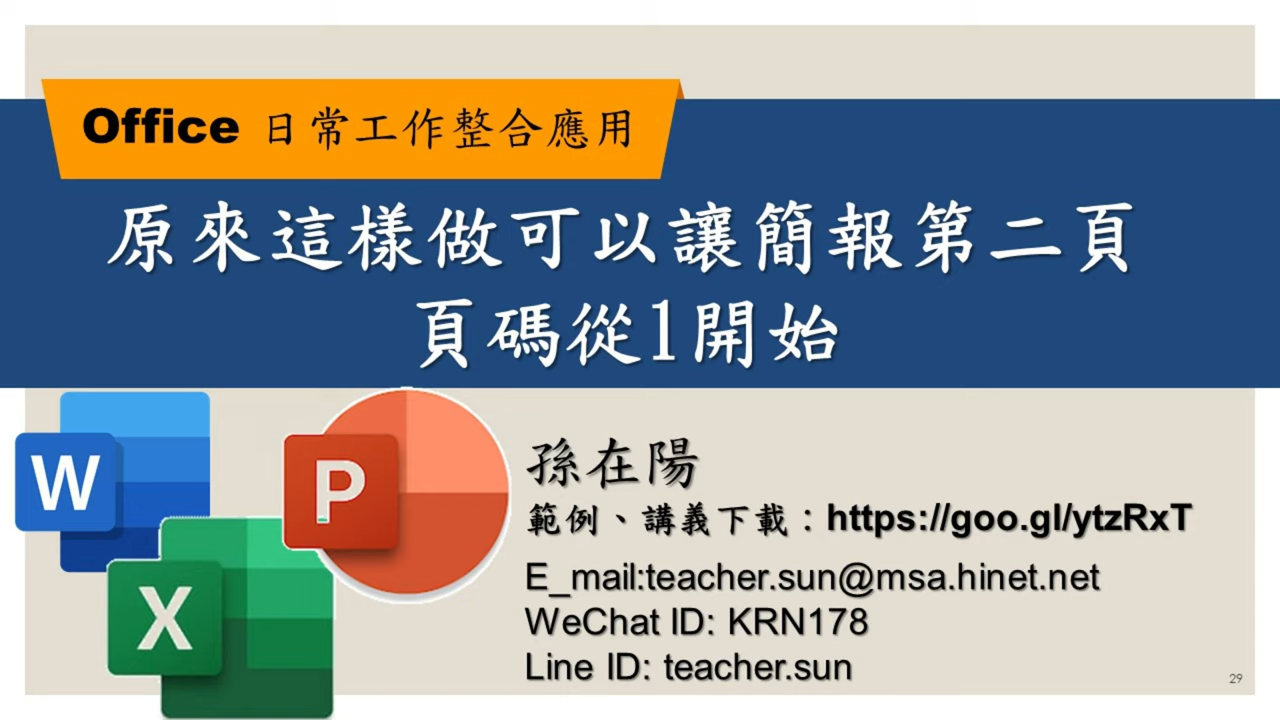 Office 日常工作整合應用
原來這樣做可以讓簡報第二頁
頁碼從1開始
W
P
X
孫在陽
範例、講義下載：https://goo.gl/ytzRxT
E_mail:teacher.sun@msa.hinet.net
WeChat ID: KRN178
Line ID: teacher.sun
29